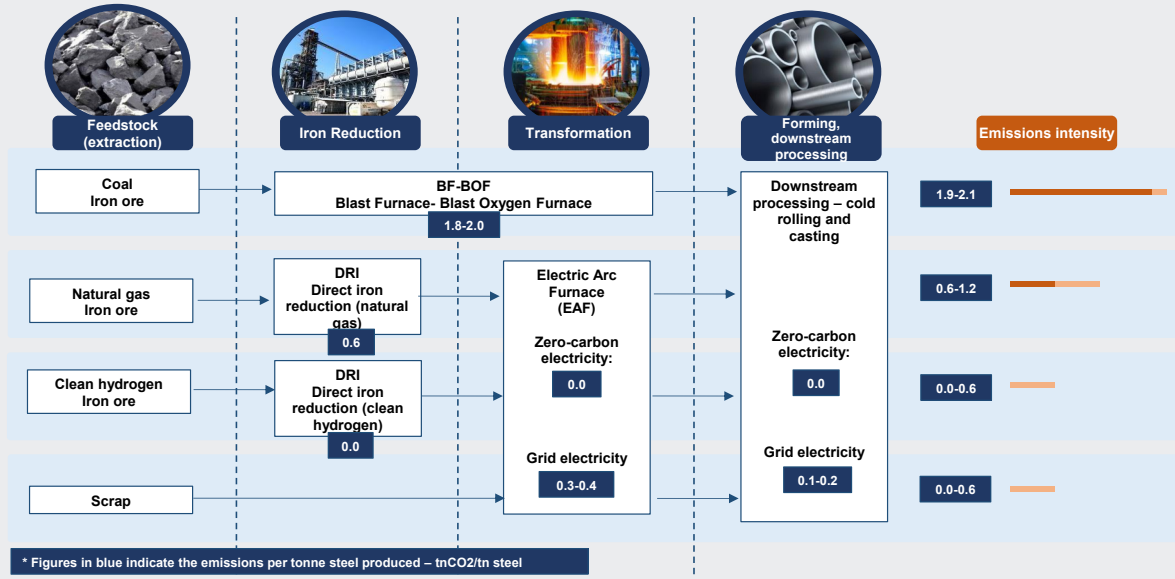 Feedstock
(extraction)
Iron Reduction
Transformation
Forming,
downstream
processing
Emissions intensity
Coal
Iron ore
BF-BOF
Blast Furnace- Blast Oxygen Furnace
1.8-2.0
Downstream
processing – cold
rolling and
casting
1.9-2.1
Natural gas
Iron ore
DRI
Direct iron
reduction (natural
gas)
0.6
Electric Arc
Furnace
(EAF)
0.6-1.2
Zero-carbon
electricity:
0.0
Zero-carbon
electricity:
0.0
Clean hydrogen
Iron ore
DRI
Direct iron
reduction (clean
hydrogen)
0.0
0.0-0.6
Scrap
Grid electricity
0.3-0.4
Grid electricity
0.1-0.2
0.0-0.6
* Figures in blue indicate the emissions per tonne steel produced – tnCO2/tn steel